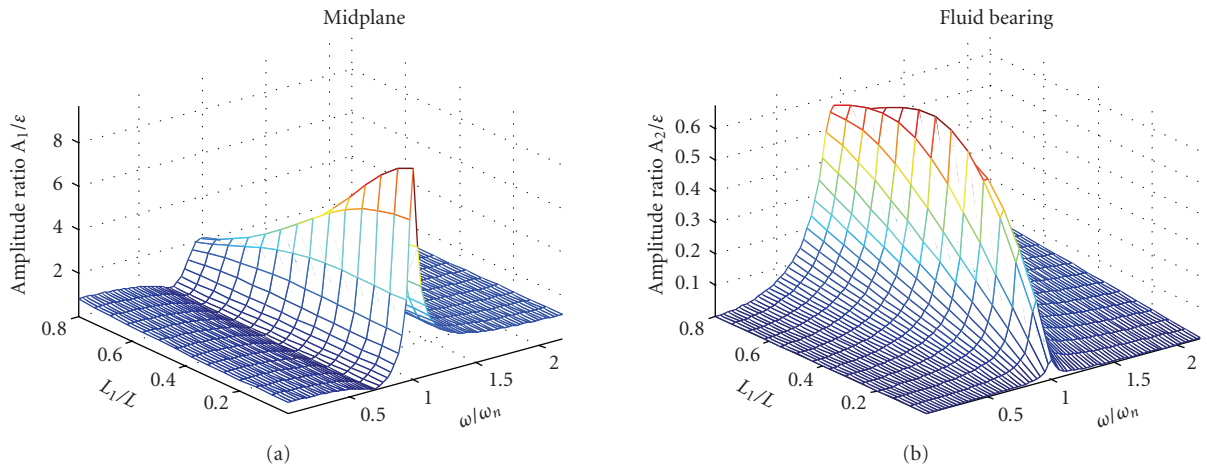 Midplane
Amplitude ratio A₁/ε
8
6
4
2
0.8
0.6
0.4
0.2
L₁/L
0.5
1
1.5
2
ω/ωₙ
(a)
Fluid bearing
Amplitude ratio A₂/ε
0.6
0.5
0.4
0.3
0.2
0.1
0.8
0.6
0.4
0.2
L₁/L
0.5
1
1.5
2
ω/ωₙ
(b)